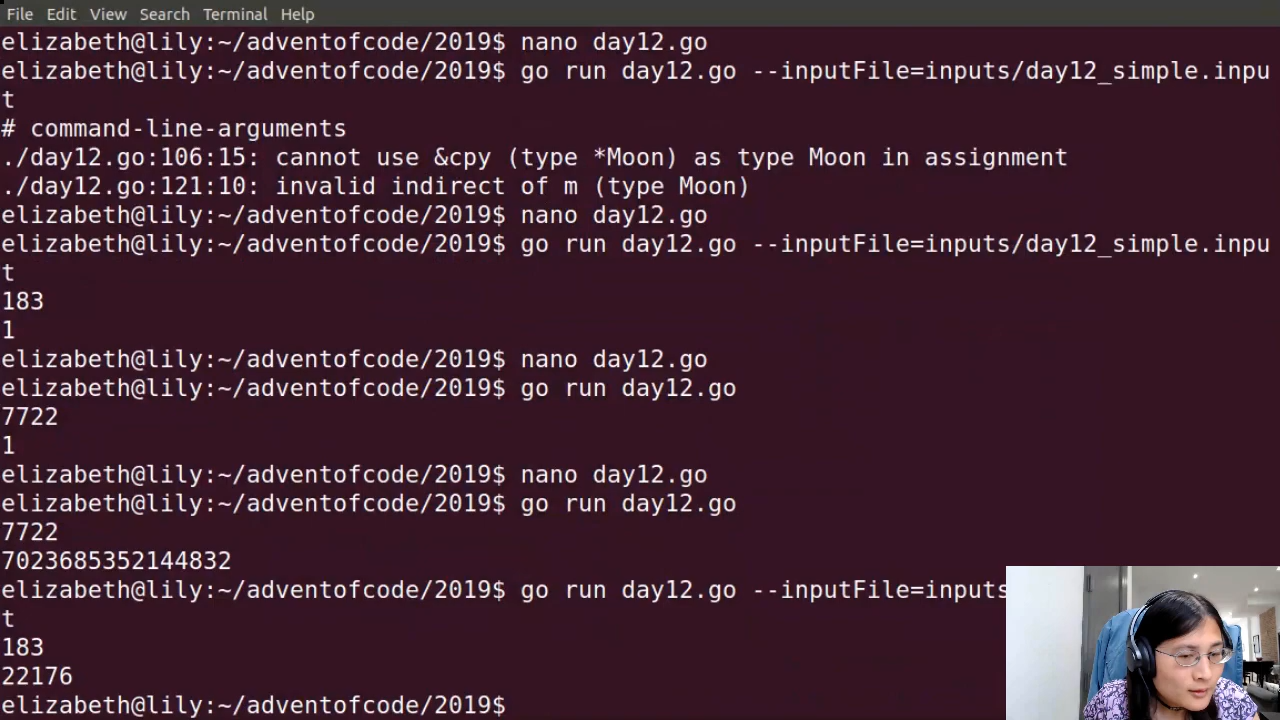 File Edit View Search Terminal Help
elizabeth@lily:~/adventofcode/2019$ nano day12.go
elizabeth@lily:~/adventofcode/2019$ go run day12.go --inputFile=inputs/day12_simple.inpu
t
# command-line-arguments
./day12.go:106:15: cannot use &cpy (type *Moon) as type Moon in assignment
./day12.go:121:10: invalid indirect of m (type Moon)
elizabeth@lily:~/adventofcode/2019$ nano day12.go
elizabeth@lily:~/adventofcode/2019$ go run day12.go --inputFile=inputs/day12_simple.inpu
t
183
1
elizabeth@lily:~/adventofcode/2019$ nano day12.go
elizabeth@lily:~/adventofcode/2019$ go run day12.go
7722
1
elizabeth@lily:~/adventofcode/2019$ nano day12.go
elizabeth@lily:~/adventofcode/2019$ go run day12.go
7722
7023685352144832
elizabeth@lily:~/adventofcode/2019$ go run day12.go --inputFile=inputs
t
183
22176
elizabeth@lily:~/adventofcode/2019$